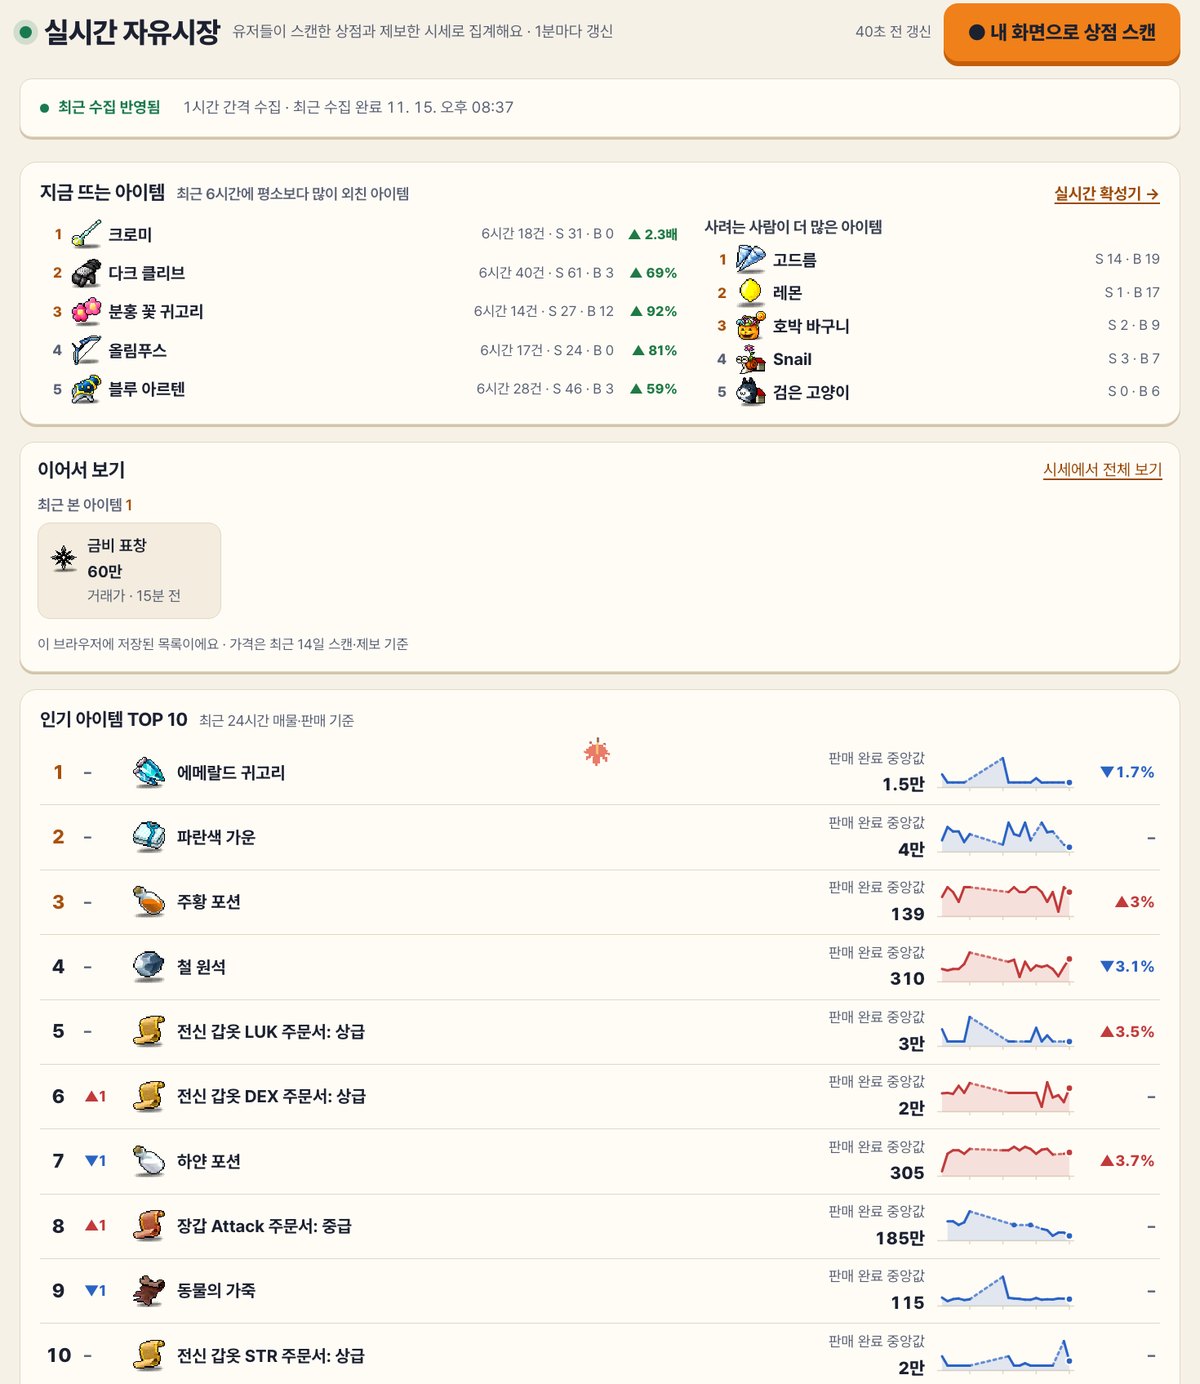 실시간 자유시장 유저들이 스캔한 상점과 제보한 시세로 집계해요 · 1분마다 갱신 40초 전 갱신 ● 내 화면으로 상점 스캔
최근 수집 반영됨 1시간 간격 수집 · 최근 수집 완료 11. 15. 오후 08:37
지금 뜨는 아이템 최근 6시간에 평소보다 많이 외친 아이템 실시간 확성기 →
1 크로미 6시간 18건 · S 31 · B 0 ▲ 2.3배
2 다크 클리브 6시간 40건 · S 61 · B 3 ▲ 69%
3 분홍 꽃 귀고리 6시간 14건 · S 27 · B 12 ▲ 92%
4 올림푸스 6시간 17건 · S 24 · B 0 ▲ 81%
5 블루 아르텐 6시간 28건 · S 46 · B 3 ▲ 59%
사려는 사람이 더 많은 아이템
1 고드름 S 14 · B 19
2 레몬 S 1 · B 17
3 호박 바구니 S 2 · B 9
4 Snail S 3 · B 7
5 검은 고양이 S 0 · B 6
이어서 보기 시세에서 전체 보기
최근 본 아이템 1
금비 표창
60만
거래가 · 15분 전
이 브라우저에 저장된 목록이에요 · 가격은 최근 14일 스캔·제보 기준
인기 아이템 TOP 10 최근 24시간 매물·판매 기준
1 – 에메랄드 귀고리 판매 완료 중앙값 1.5만 ▼1.7%
2 – 파란색 가운 판매 완료 중앙값 4만 –
3 – 주황 포션 판매 완료 중앙값 139 ▲3%
4 – 철 원석 판매 완료 중앙값 310 ▼3.1%
5 – 전신 갑옷 LUK 주문서: 상급 판매 완료 중앙값 3만 ▲3.5%
6 ▲1 전신 갑옷 DEX 주문서: 상급 판매 완료 중앙값 2만 –
7 ▼1 하얀 포션 판매 완료 중앙값 305 ▲3.7%
8 ▲1 장갑 Attack 주문서: 중급 판매 완료 중앙값 185만 –
9 ▼1 동물의 가죽 판매 완료 중앙값 115 –
10 – 전신 갑옷 STR 주문서: 상급 판매 완료 중앙값 2만 –